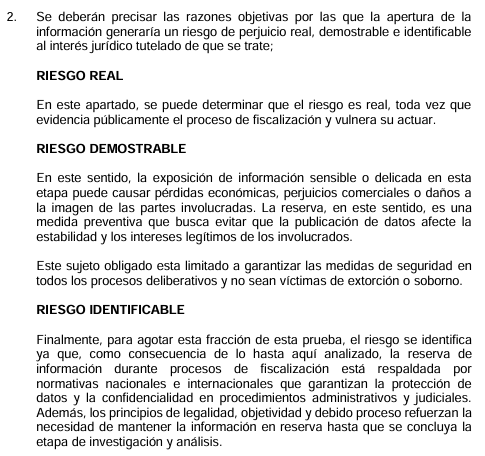 2. Se deberán precisar las razones objetivas por las que la apertura de la
información generaría un riesgo de perjuicio real, demostrable e identificable
al interés jurídico tutelado de que se trate;
RIESGO REAL
En este apartado, se puede determinar que el riesgo es real, toda vez que
evidencia públicamente el proceso de fiscalización y vulnera su actuar.
RIESGO DEMOSTRABLE
En este sentido, la exposición de información sensible o delicada en esta
etapa puede causar pérdidas económicas, perjuicios comerciales o daños a
la imagen de las partes involucradas. La reserva, en este sentido, es una
medida preventiva que busca evitar que la publicación de datos afecte la
estabilidad y los intereses legítimos de los involucrados.
Este sujeto obligado esta limitado a garantizar las medidas de seguridad en
todos los procesos deliberativos y no sean víctimas de extorción o soborno.
RIESGO IDENTIFICABLE
Finalmente, para agotar esta fracción de esta prueba, el riesgo se identifica
ya que, como consecuencia de lo hasta aquí analizado, la reserva de
información durante procesos de fiscalización está respaldada por
normativas nacionales e internacionales que garantizan la protección de
datos y la confidencialidad en procedimientos administrativos y judiciales.
Además, los principios de legalidad, objetividad y debido proceso refuerzan la
necesidad de mantener la información en reserva hasta que se concluya la
etapa de investigación y análisis.